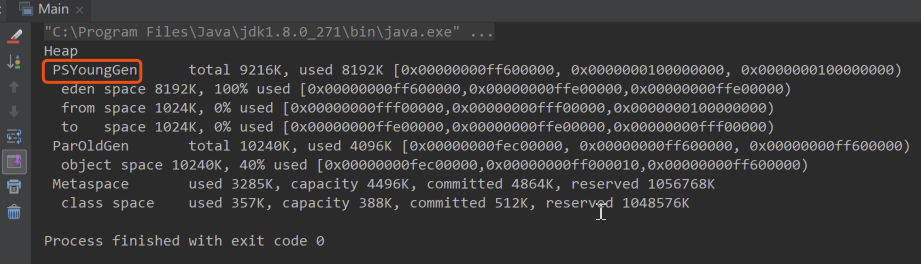 Main
"C:\Program Files\Java\jdk1.8.0_271\bin\java.exe" ...
Heap
PSYoungGen      total 9216K, used 8192K [0x00000000ff600000, 0x0000000100000000, 0x0000000100000000)
eden space 8192K, 100% used [0x00000000ff600000,0x00000000ffe00000,0x00000000ffe00000)
from space 1024K, 0% used [0x00000000fff00000,0x00000000fff00000,0x0000000100000000)
to   space 1024K, 0% used [0x00000000ffe00000,0x00000000ffe00000,0x00000000fff00000)
ParOldGen       total 10240K, used 4096K [0x00000000fec00000, 0x00000000ff600000, 0x00000000ff600000)
object space 10240K, 40% used [0x00000000fec00000,0x00000000ff000010,0x00000000ff600000)
Metaspace       used 3285K, capacity 4496K, committed 4864K, reserved 1056768K
class space    used 357K, capacity 388K, committed 512K, reserved 1048576K
Process finished with exit code 0